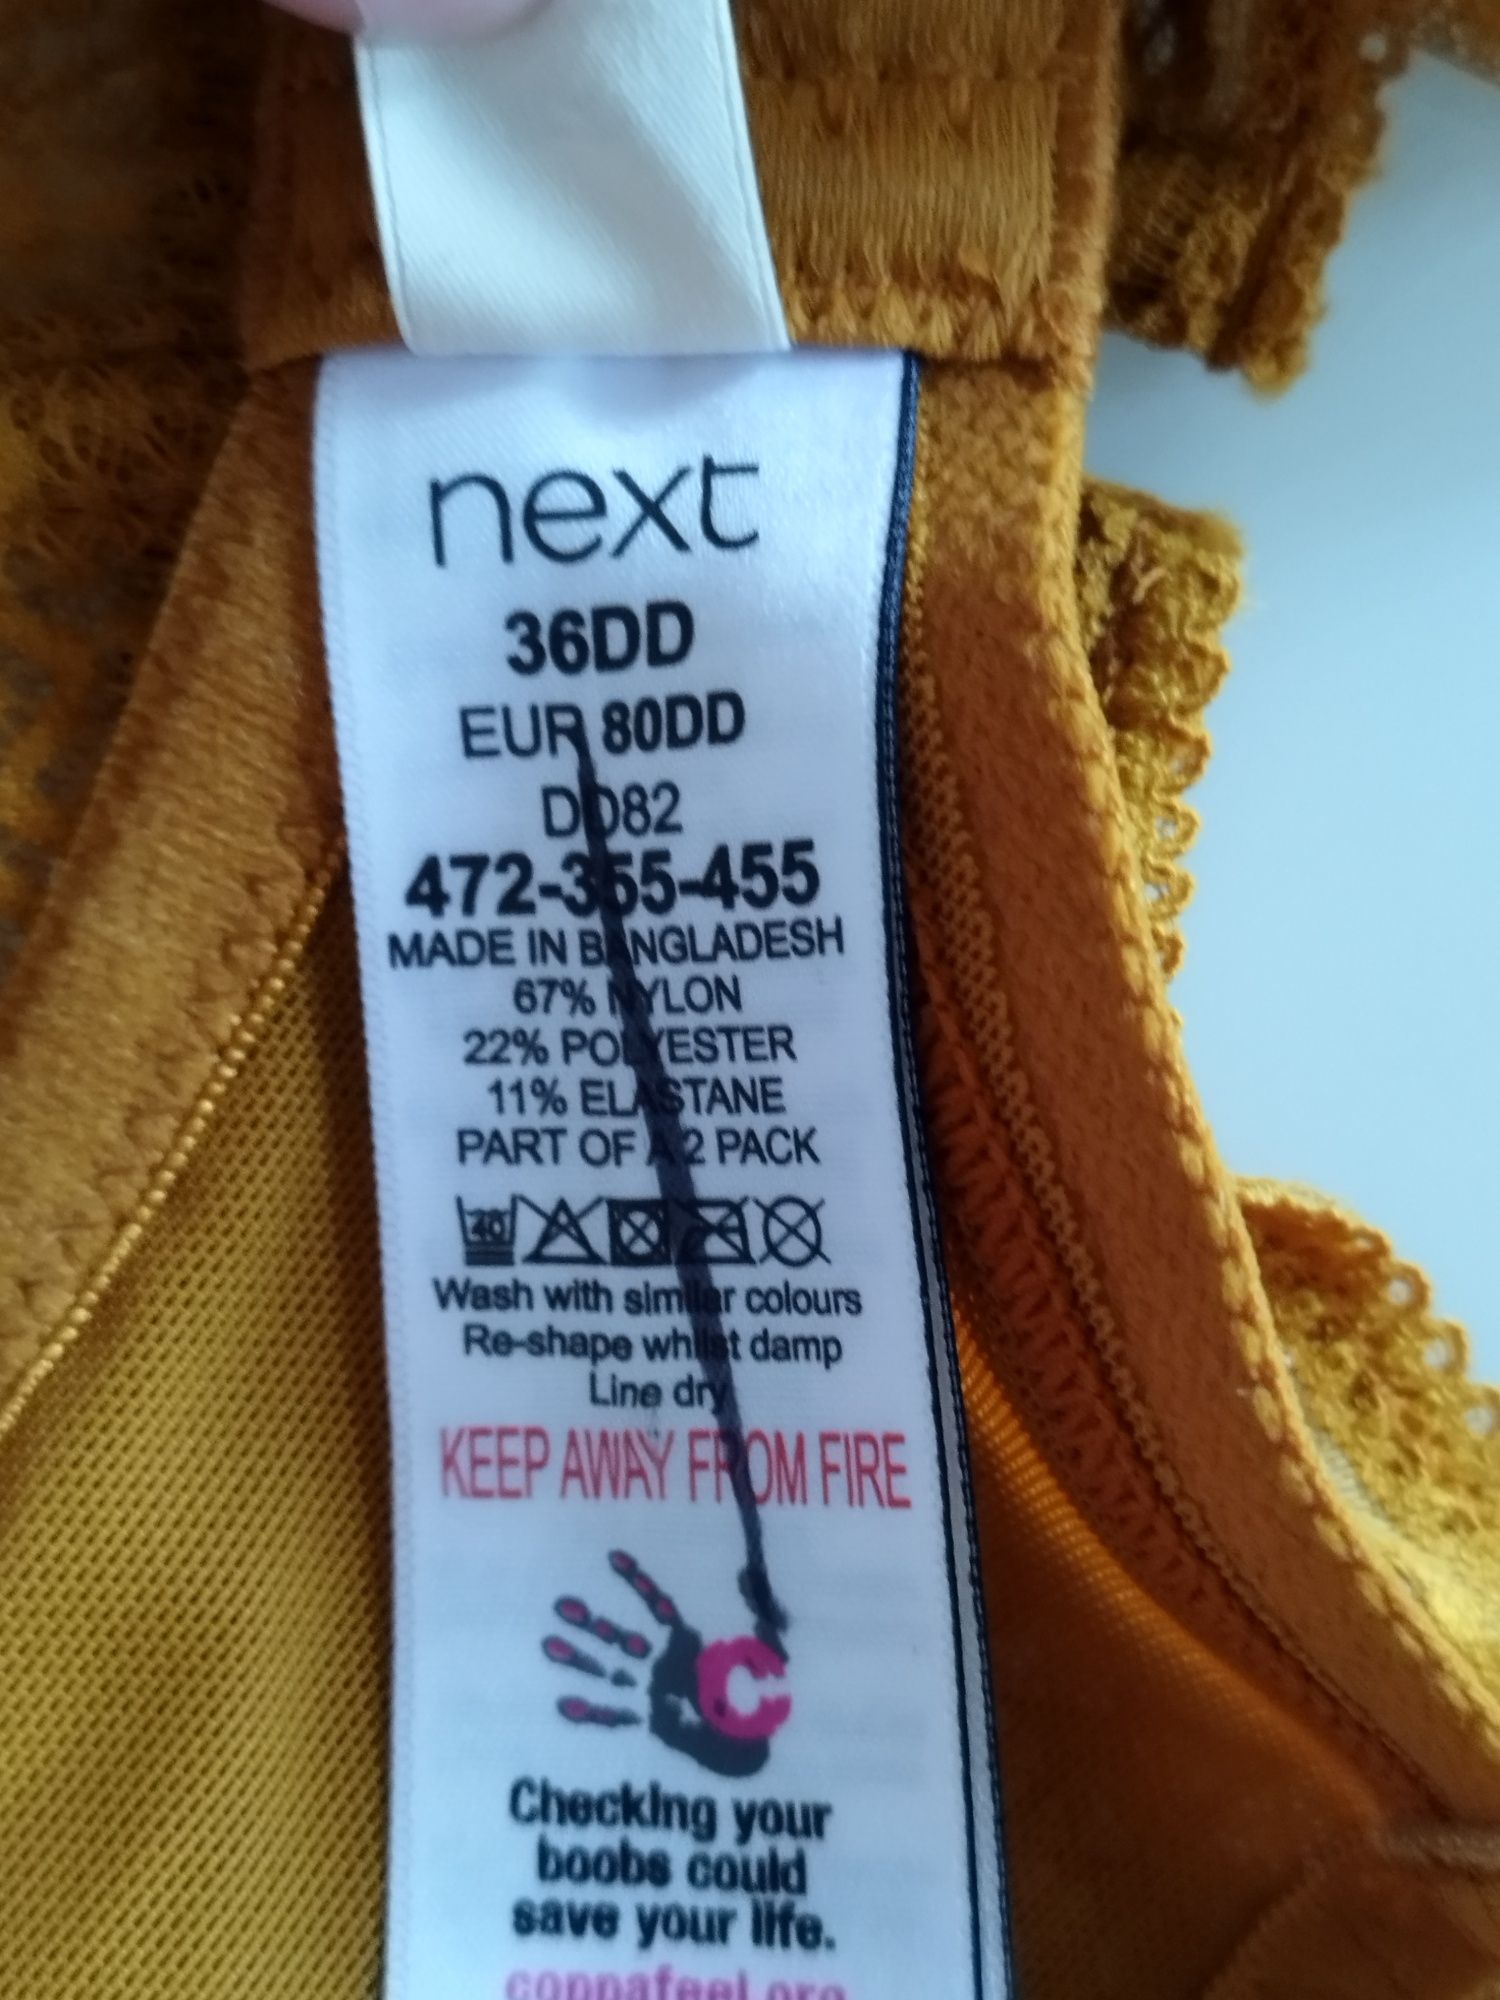 next
36DD
EUR 80DD
DD82
472-355-455
MADE IN BANGLADESH
67% NYLON
22% POLYESTER
11% ELASTANE
PART OF A 2 PACK
40
Wash with similar colours
Re-shape whilst damp
Line dry
KEEP AWAY FROM FIRE
C
Checking your
boobs could
save your life.
coppafeel.org